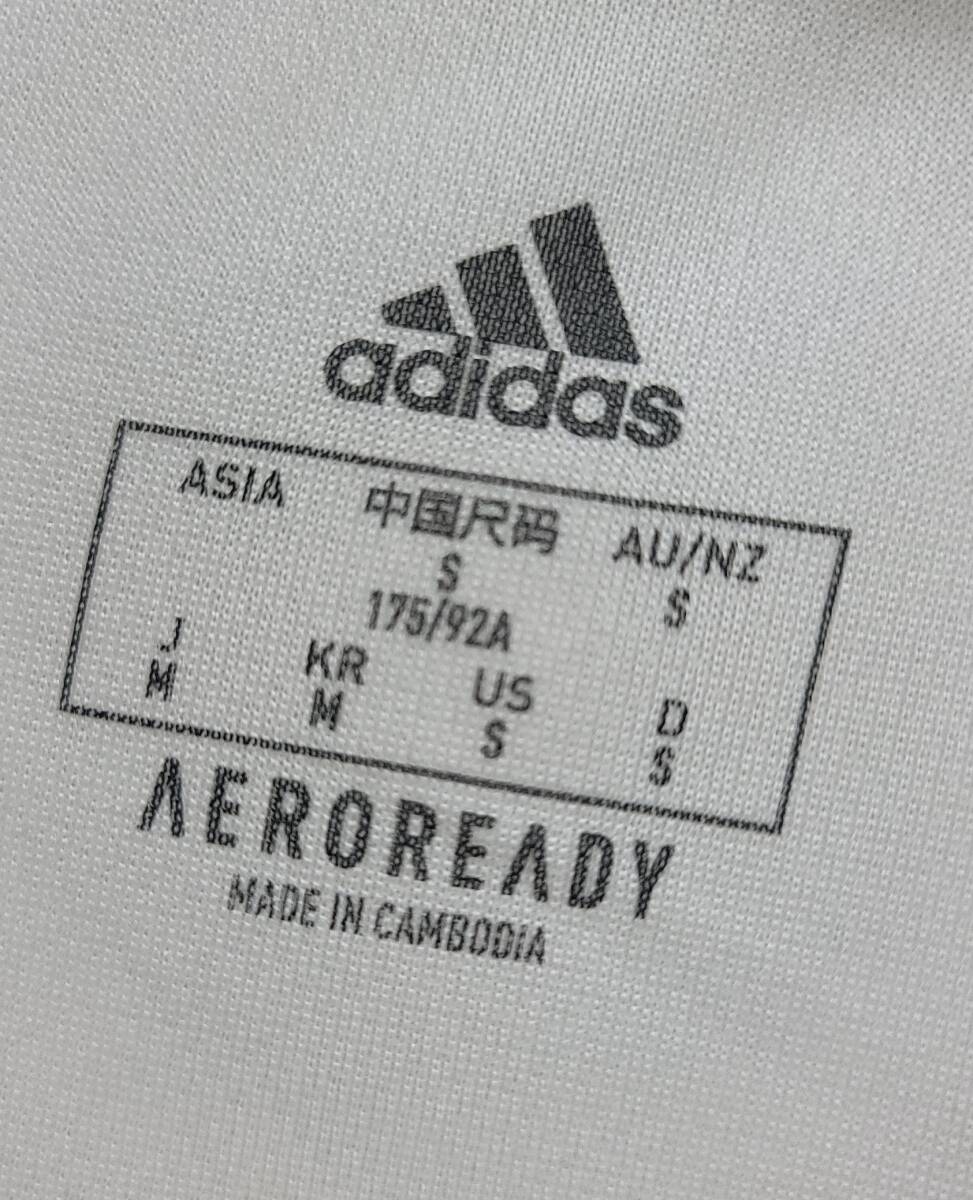 adidas
ASIA 中国尺码 AU/NZ
S S
175/92A
J KR US D
M M S S
AEROREADY
MADE IN CAMBODIA